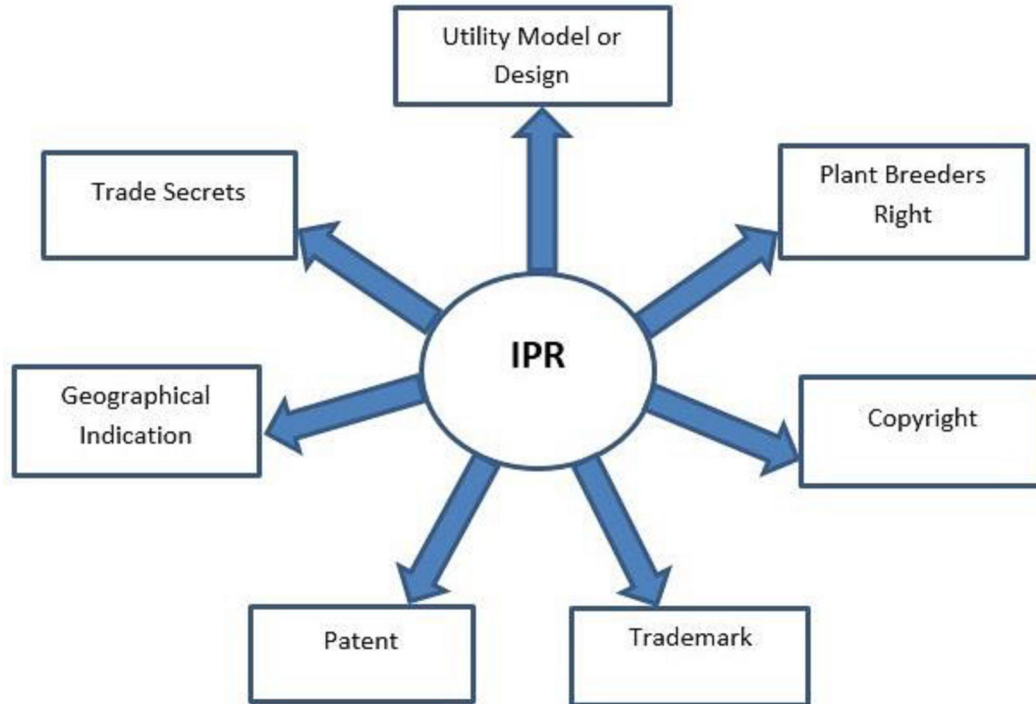 Utility Model or
Design
Trade Secrets
Plant Breeders
Right
IPR
Geographical
Indication
Copyright
Patent
Trademark